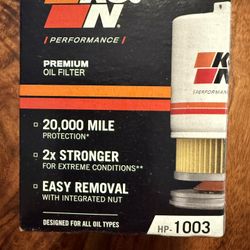 K&N
PERFORMANCE
PREMIUM
OIL FILTER
K&N
PERFORMANCE
20,000 MILE
PROTECTION*
2x STRONGER
FOR EXTREME CONDITIONS**
EASY REMOVAL
WITH INTEGRATED NUT
DESIGNED FOR ALL OIL TYPES
HP-1003